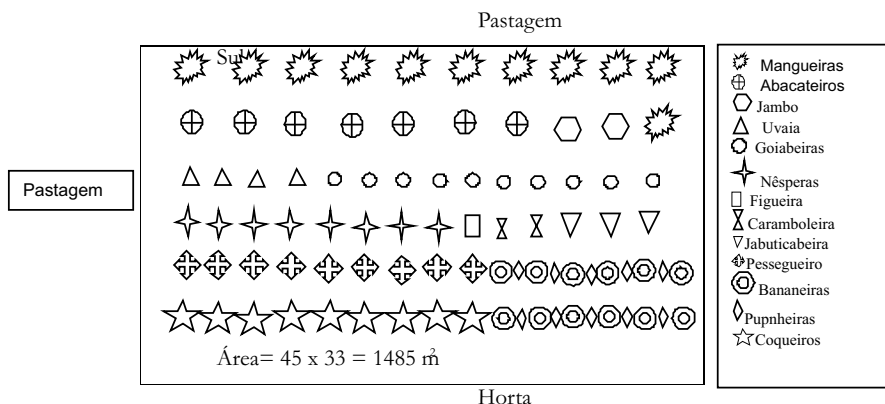 Pastagem
Sul
Pastagem
Área= 45 x 33 = 1485 m²
Horta
Mangueiras
Abacateiros
Jambo
Uvaia
Goiabeiras
Nêsperas
Figueira
Caramboleira
Jabuticabeira
Pessegueiro
Bananeiras
Pupnheiras
Coqueiros